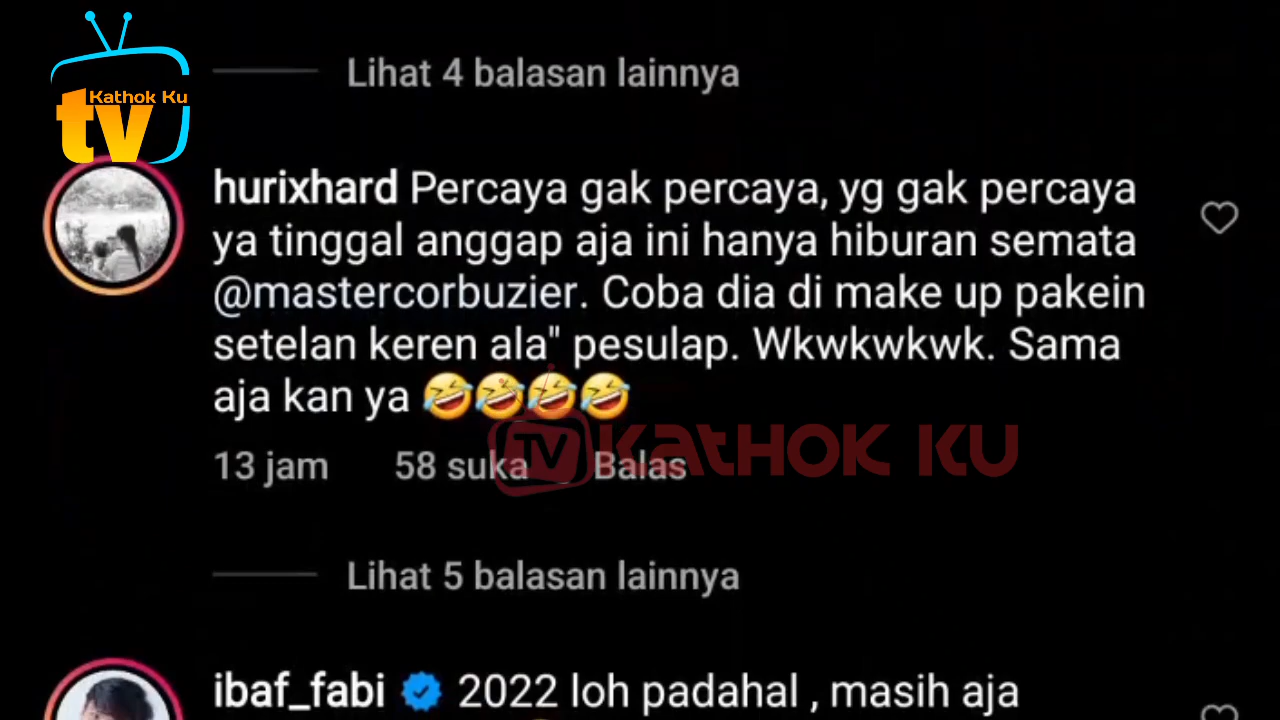 Kathok Ku
tv
Lihat 4 balasan lainnya
hurixhard Percaya gak percaya, yg gak percaya
ya tinggal anggap aja ini hanya hiburan semata
@mastercorbuzier. Coba dia di make up pakein
setelan keren ala" pesulap. Wkwkwkwk. Sama
aja kan ya 🤣🤣🤣🤣
TV KATHOK KU
13 jam 58 suka Balas
Lihat 5 balasan lainnya
ibaf_fabi 2022 loh padahal , masih aja